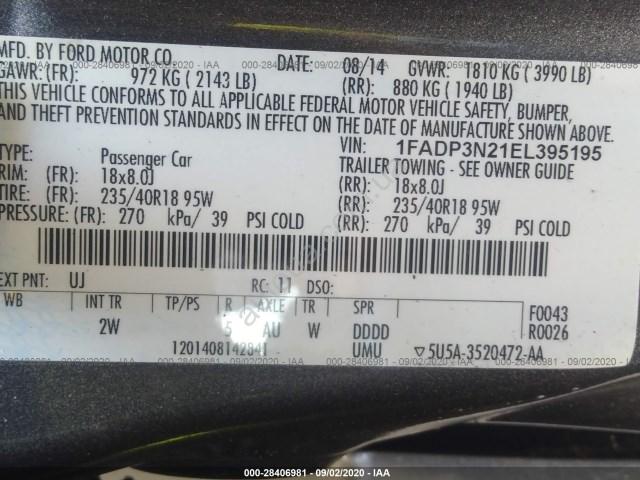 MFD. BY FORD MOTOR CO
DATE: 08/14 GVWR: 1810 KG ( 3990 LB)
GAWR: (FR): 972 KG ( 2143 LB) (RR): 880 KG ( 1940 LB)
THIS VEHICLE CONFORMS TO ALL APPLICABLE FEDERAL MOTOR VEHICLE SAFETY, BUMPER,
AND THEFT PREVENTION STANDARDS IN EFFECT ON THE DATE OF MANUFACTURE SHOWN ABOVE.
VIN: 1FADP3N21EL395195
TYPE: Passenger Car TRAILER TOWING - SEE OWNER GUIDE
RIM: (FR): 18x8.0J (RR): 18x8.0J
TIRE: (FR): 235/40R18 95W (RR): 235/40R18 95W
PRESSURE: (FR): 270 kPa/ 39 PSI COLD (RR): 270 kPa/ 39 PSI COLD
EXT PNT: UJ RC: 11 DSO:
WB INT TR TP/PS R AXLE TR SPR F0043
2W 5 AU W DDDD R0026
1201408142841 UMU ▽5U5A-3520472-AA
000-28406981 - 09/02/2020 - IAA